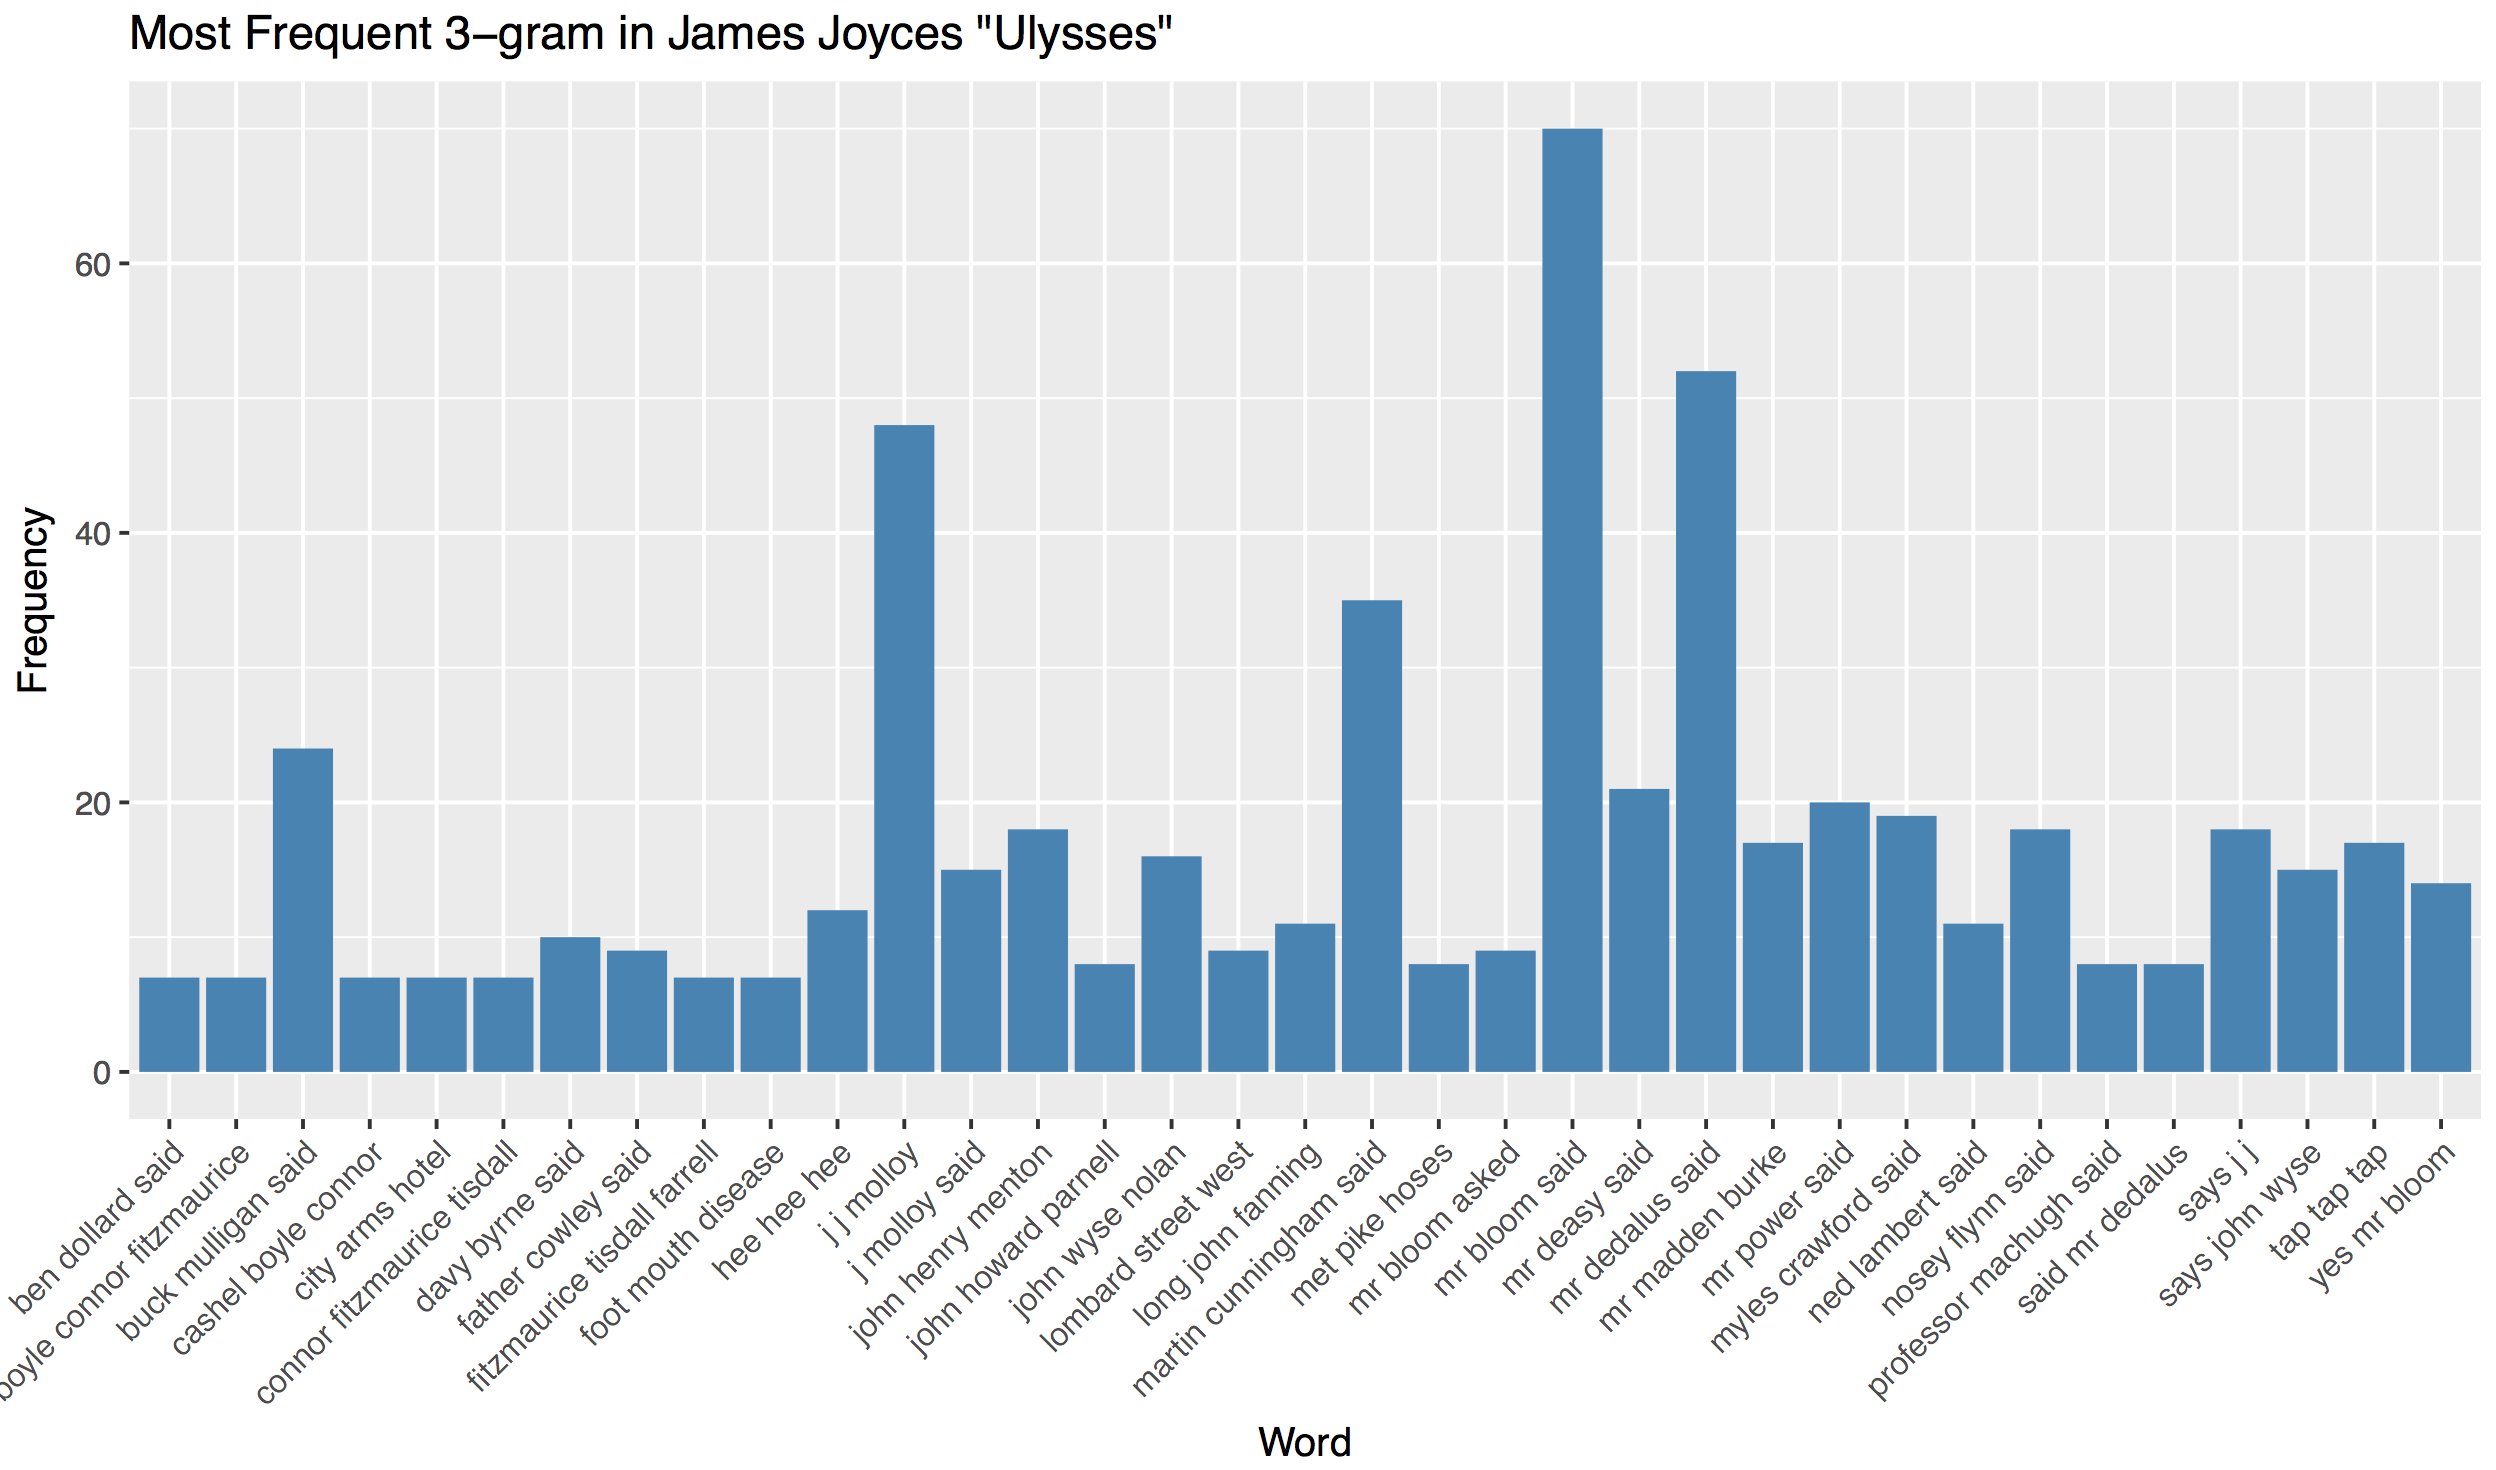 Most Frequent 3-gram in James Joyces "Ulysses"
Frequency
60
40
20
0
ben dollard said
boyle connor fitzmaurice
buck mulligan said
cashel boyle connor
city arms hotel
connor fitzmaurice tisdall
davy byrne said
father cowley said
fitzmaurice tisdall farrell
foot mouth disease
hee hee hee
j j molloy
j molloy said
john henry menton
john howard parnell
john wyse nolan
lombard street west
long john fanning
martin cunningham said
met pike hoses
mr bloom asked
mr bloom said
mr deasy said
mr dedalus said
mr madden burke
mr power said
myles crawford said
ned lambert said
nosey flynn said
professor machugh said
said mr dedalus
says j j
says john wyse
tap tap tap
yes mr bloom
Word